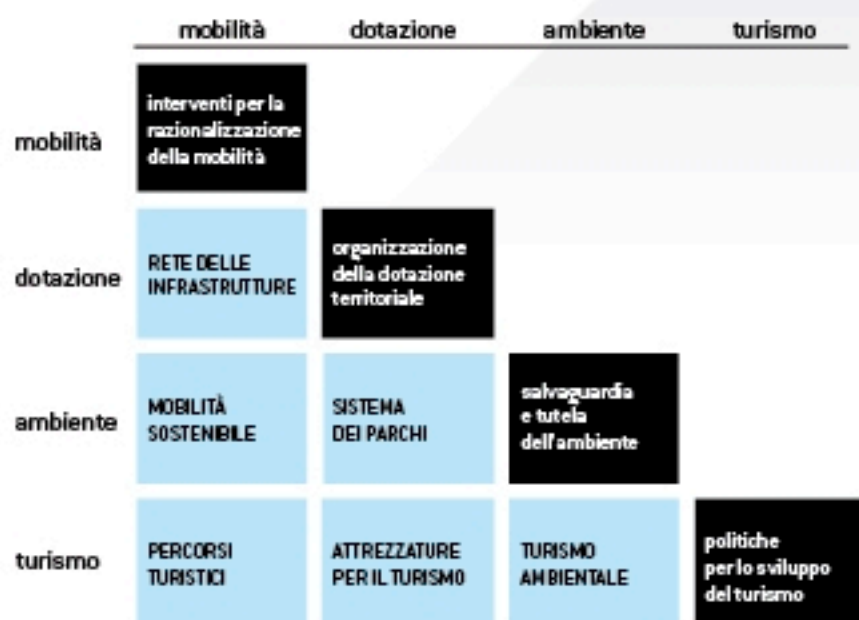 mobilità dotazione ambiente turismo
mobilità
interventi per la
razionalizzazione
della mobilità
dotazione
RETE DELLE
INFRASTRUTTURE
organizzazione
della dotazione
territoriale
ambiente
MOBILITÀ
SOSTENIBILE
SISTEMA
DEI PARCHI
salvaguardia
e tutela
dell'ambiente
turismo
PERCORSI
TURISTICI
ATTREZZATURE
PER IL TURISMO
TURISMO
AMBIENTALE
politiche
per lo sviluppo
del turismo